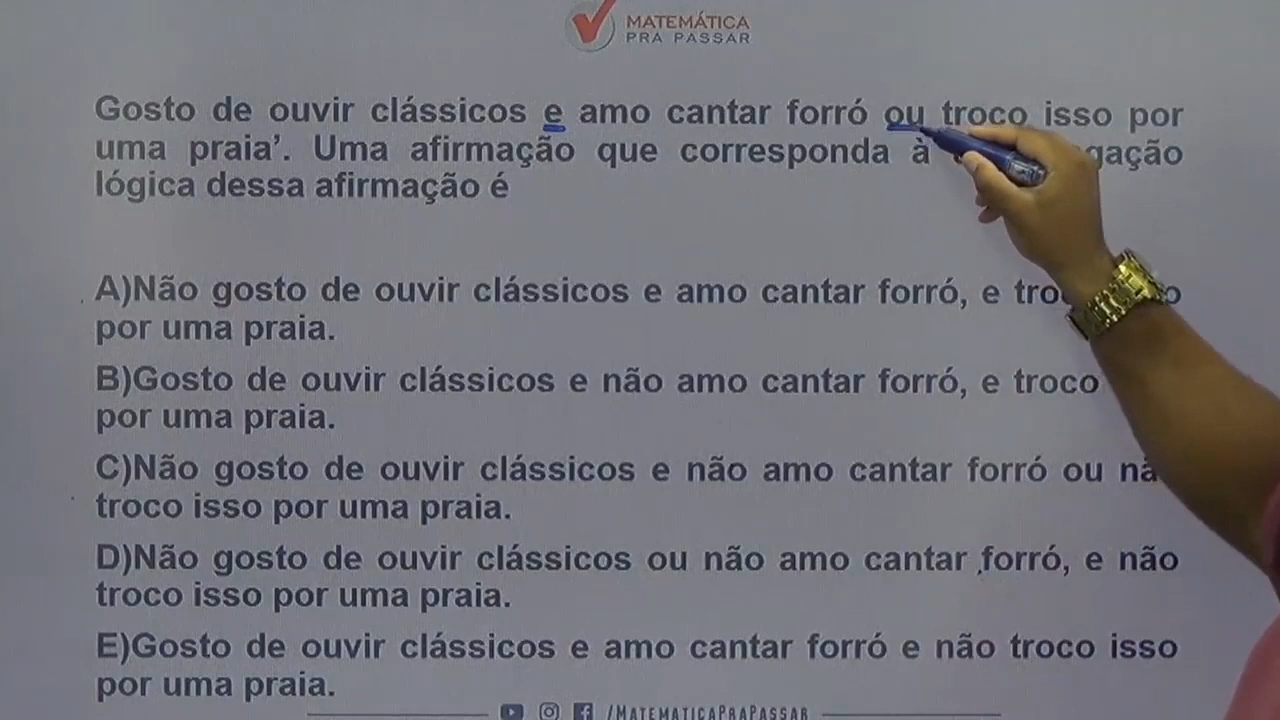 MATEMÁTICA
PRA PASSAR
Gosto de ouvir clássicos e amo cantar forró ou troco isso por
uma praia’. Uma afirmação que corresponda à
lógica dessa afirmação é
A)Não gosto de ouvir clássicos e amo cantar forró, e
por uma praia.
B)Gosto de ouvir clássicos e não amo cantar forró, e troco
por uma praia.
C)Não gosto de ouvir clássicos e não amo cantar forró ou
troco isso por uma praia.
D)Não gosto de ouvir clássicos ou não amo cantar forró, e não
troco isso por uma praia.
E)Gosto de ouvir clássicos e amo cantar forró e não troco isso
por uma praia.
/MATEMATICAPRAPASSAR